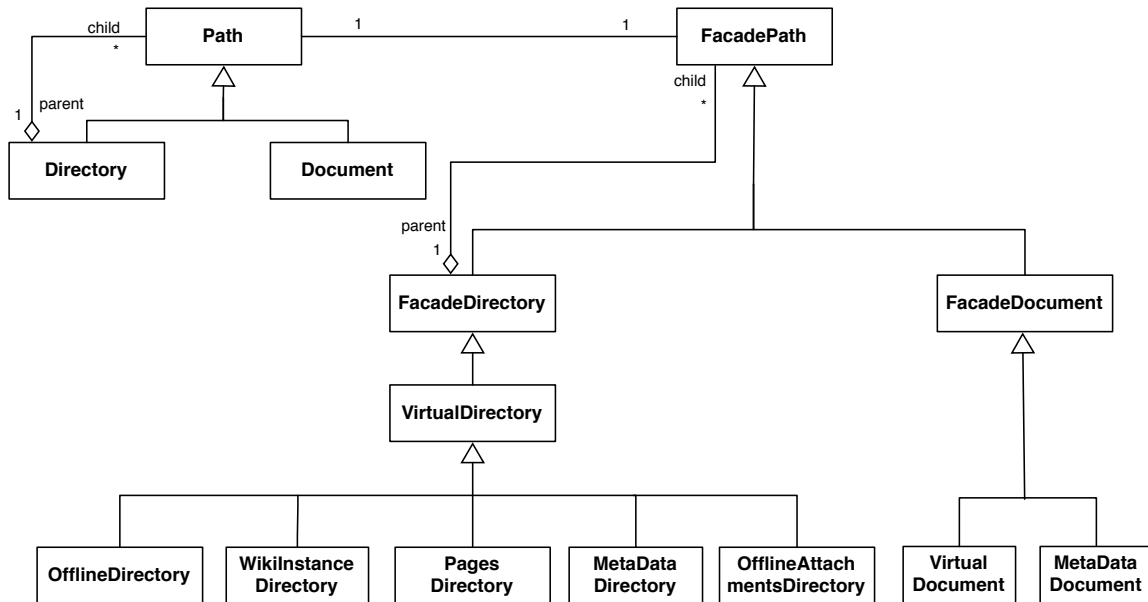 child
*
Path
1
1
FacadePath
1
parent
child
*
Directory
Document
parent
1
FacadeDirectory
FacadeDocument
VirtualDirectory
OfflineDirectory
WikiInstance
Directory
Pages
Directory
MetaData
Directory
OfflineAttach
mentsDirectory
Virtual
Document
MetaData
Document